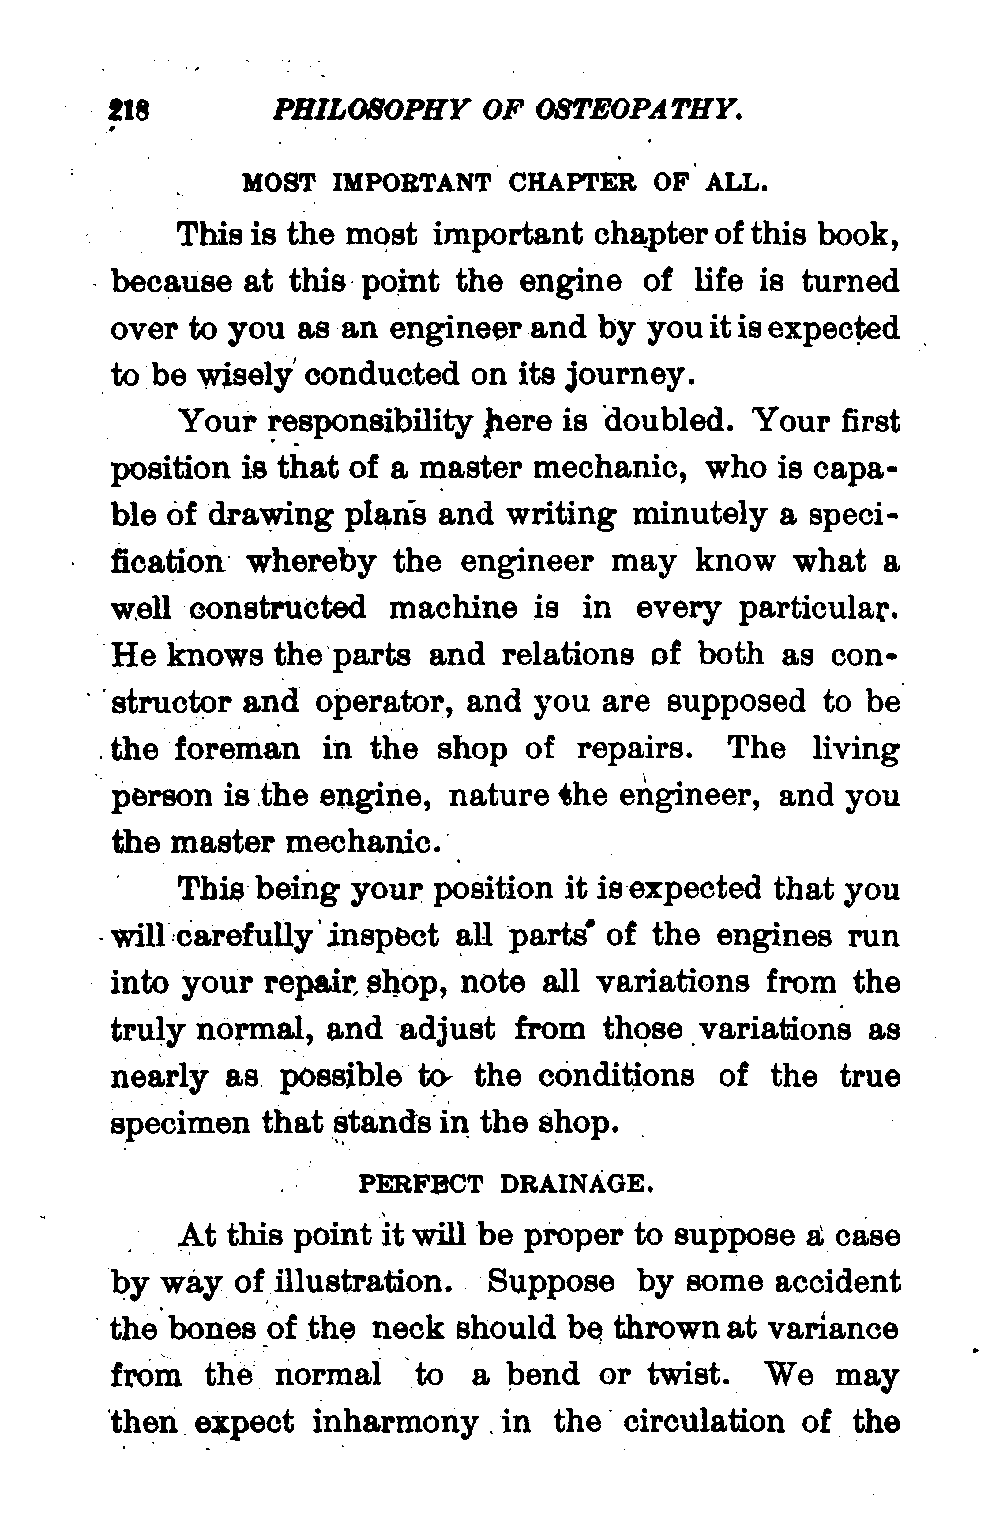 218 PHILOSOPHY OF OSTEOPATHY.
MOST IMPORTANT CHAPTER OF ALL.
This is the most important chapter of this book,
because at this point the engine of life is turned
over to you as an engineer and by you it is expected
to be wisely conducted on its journey.
Your responsibility here is doubled. Your first
position is that of a master mechanic, who is capa-
ble of drawing plans and writing minutely a speci-
fication whereby the engineer may know what a
well constructed machine is in every particular.
He knows the parts and relations of both as con-
structor and operator, and you are supposed to be
the foreman in the shop of repairs. The living
person is the engine, nature the engineer, and you
the master mechanic.
This being your position it is expected that you
will carefully inspect all parts of the engines run
into your repair shop, note all variations from the
truly normal, and adjust from those variations as
nearly as possible to the conditions of the true
specimen that stands in the shop.
PERFECT DRAINAGE.
At this point it will be proper to suppose a case
by way of illustration. Suppose by some accident
the bones of the neck should be thrown at variance
from the normal to a bend or twist. We may
then expect inharmony in the circulation of the